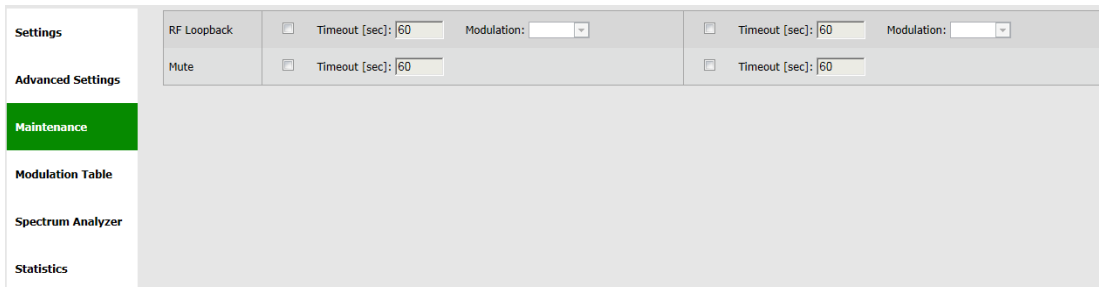 Settings
Advanced Settings
Maintenance
Modulation Table
Spectrum Analyzer
Statistics
RF Loopback Timeout [sec]: 60 Modulation: Timeout [sec]: 60 Modulation:
Mute Timeout [sec]: 60 Timeout [sec]: 60